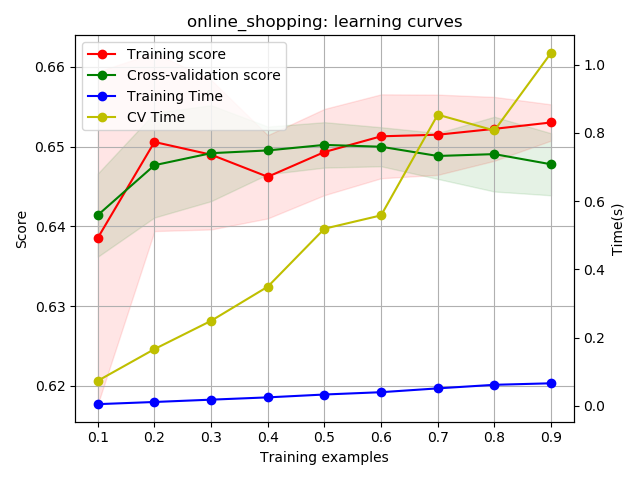 online_shopping: learning curves
Training score
Cross-validation score
Training Time
CV Time
Score
0.66
0.65
0.64
0.63
0.62
1.0
0.8
0.6
0.4
0.2
0.0
Time(s)
0.1 0.2 0.3 0.4 0.5 0.6 0.7 0.8 0.9
Training examples